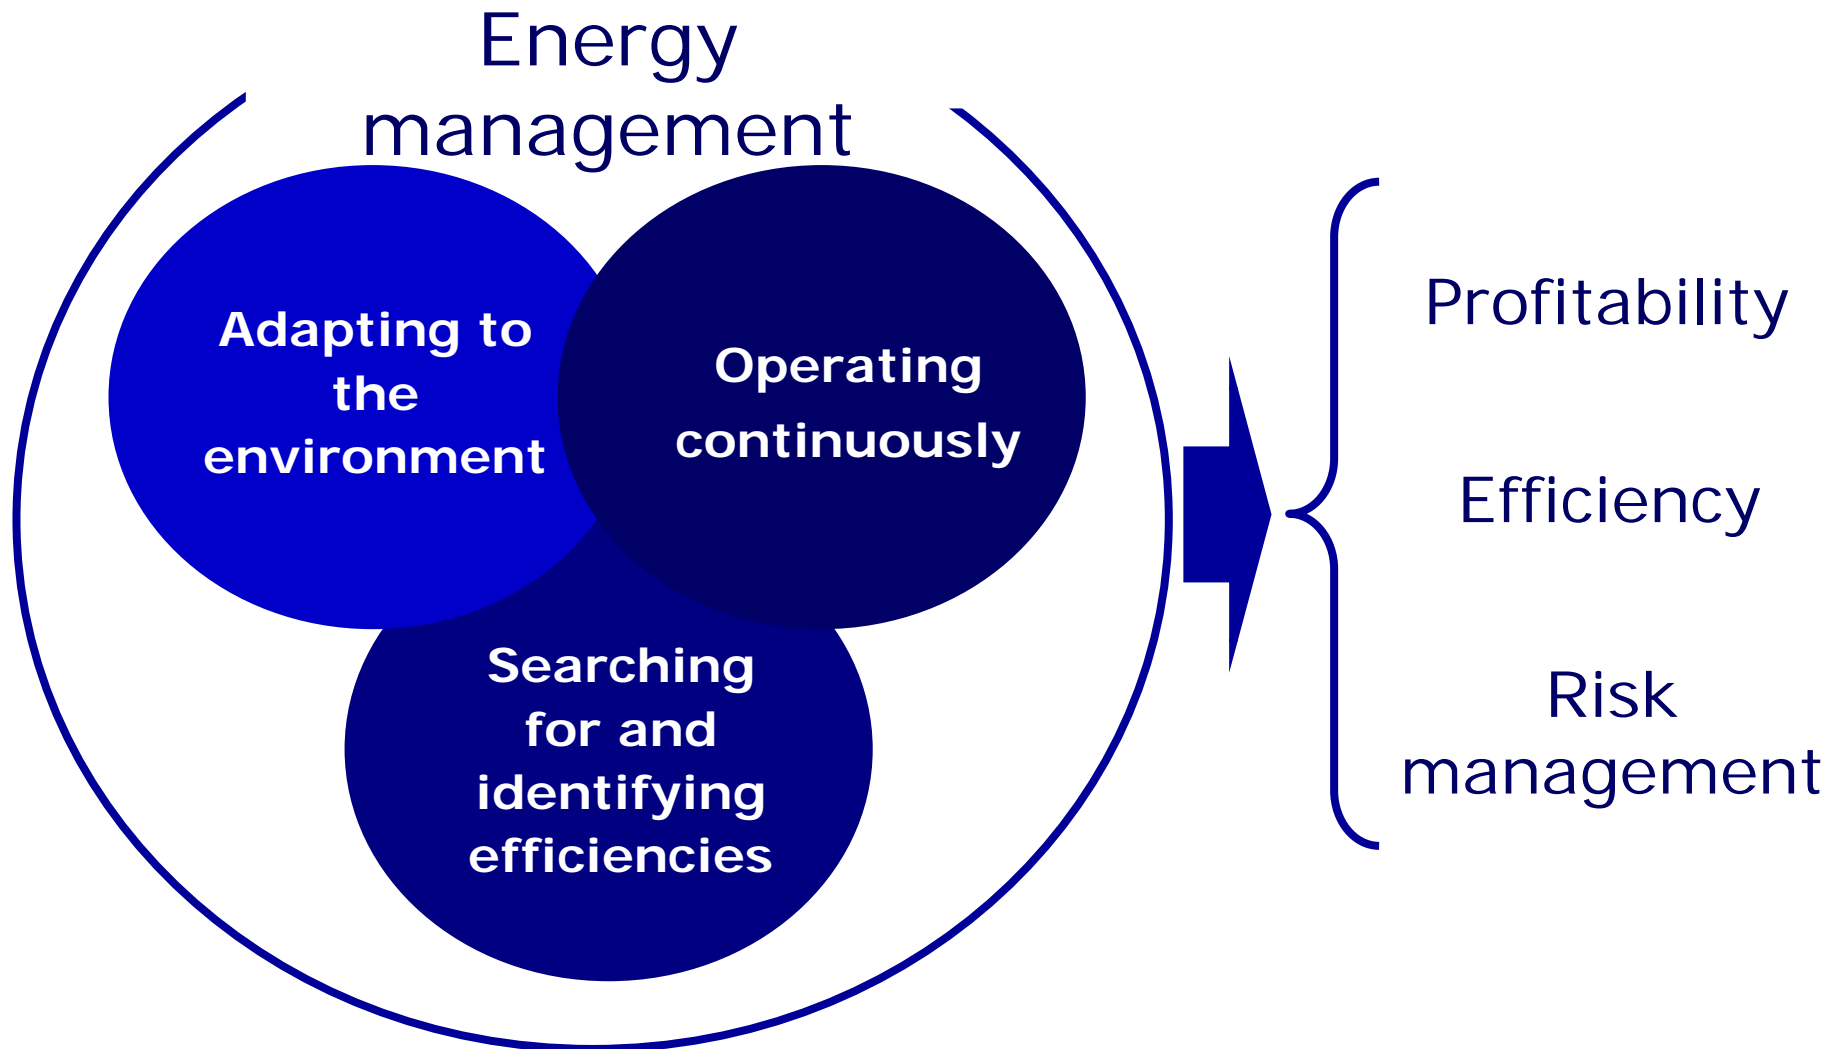 Energy
management
Adapting to
the
environment
Operating
continuously
Searching
for and
identifying
efficiencies
Profitability
Efficiency
Risk
management